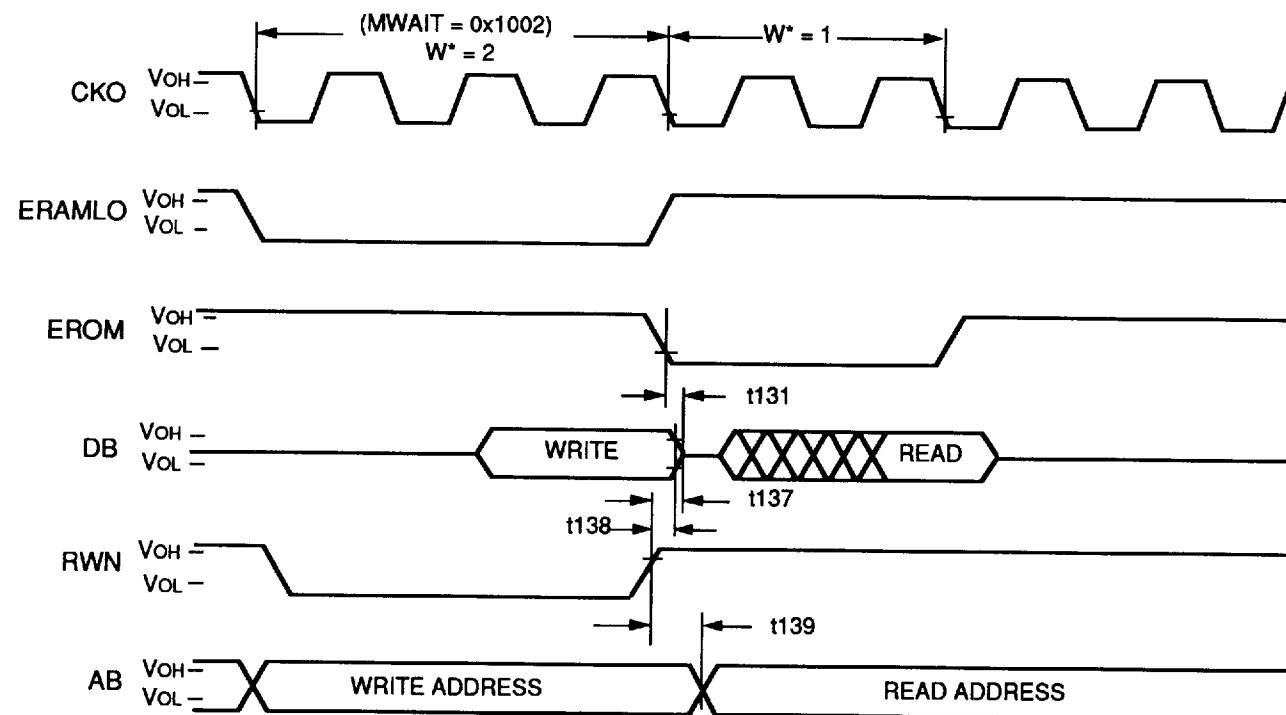 (MWAIT = 0x1002)
W* = 2
W* = 1
CKO
VOH
VOL
ERAMLO
VOH
VOL
EROM
VOH
VOL
t131
DB
VOH
VOL
WRITE
READ
t137
t138
RWN
VOH
VOL
t139
AB
VOH
VOL
WRITE ADDRESS
READ ADDRESS